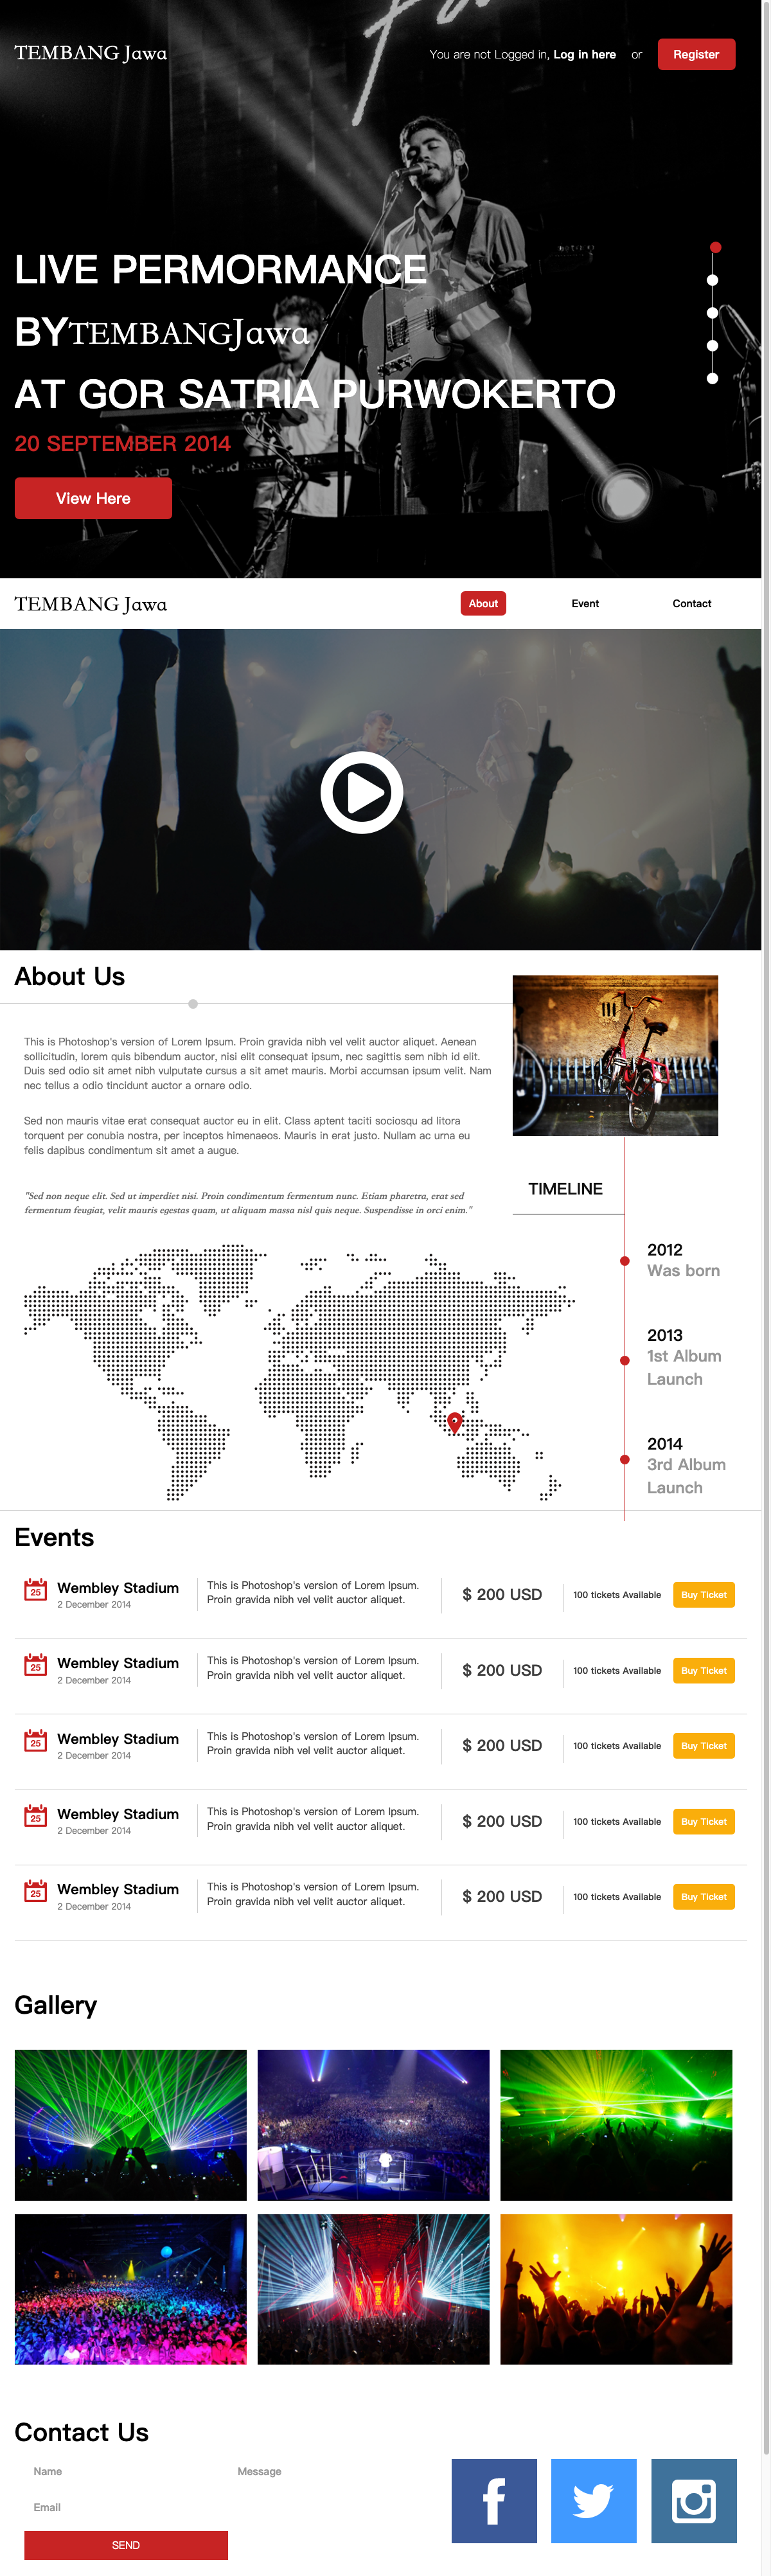 TEMBANG Jawa
You are not Logged in, Log in here or Register
LIVE PERMORMANCE
BYTEMBANGJawa
AT GOR SATRIA PURWOKERTO
20 SEPTEMBER 2014
View Here
TEMBANG Jawa
About Event Contact
About Us
This is Photoshop's version of Lorem Ipsum. Proin gravida nibh vel velit auctor aliquet. Aenean
sollicitudin, lorem quis bibendum auctor, nisi elit consequat ipsum, nec sagittis sem nibh id elit.
Duis sed odio sit amet nibh vulputate cursus a sit amet mauris. Morbi accumsan ipsum velit. Nam
nec tellus a odio tincidunt auctor a ornare odio.
Sed non mauris vitae erat consequat auctor eu in elit. Class aptent taciti sociosqu ad litora
torquent per conubia nostra, per inceptos himenaeos. Mauris in erat justo. Nullam ac urna eu
felis dapibus condimentum sit amet a augue.
"Sed non neque elit. Sed ut imperdiet nisi. Proin condimentum fermentum nunc. Etiam pharetra, erat sed
fermentum feugiat, velit mauris egestas quam, ut aliquam massa nisl quis neque. Suspendisse in orci enim."
TIMELINE
2012
Was born
2013
1st Album
Launch
2014
3rd Album
Launch
Events
25
Wembley Stadium
2 December 2014
This is Photoshop's version of Lorem Ipsum.
Proin gravida nibh vel velit auctor aliquet.
$ 200 USD
100 tickets Available
Buy Ticket
25
Wembley Stadium
2 December 2014
This is Photoshop's version of Lorem Ipsum.
Proin gravida nibh vel velit auctor aliquet.
$ 200 USD
100 tickets Available
Buy Ticket
25
Wembley Stadium
2 December 2014
This is Photoshop's version of Lorem Ipsum.
Proin gravida nibh vel velit auctor aliquet.
$ 200 USD
100 tickets Available
Buy Ticket
25
Wembley Stadium
2 December 2014
This is Photoshop's version of Lorem Ipsum.
Proin gravida nibh vel velit auctor aliquet.
$ 200 USD
100 tickets Available
Buy Ticket
25
Wembley Stadium
2 December 2014
This is Photoshop's version of Lorem Ipsum.
Proin gravida nibh vel velit auctor aliquet.
$ 200 USD
100 tickets Available
Buy Ticket
Gallery
Contact Us
Name
Message
Email
SEND